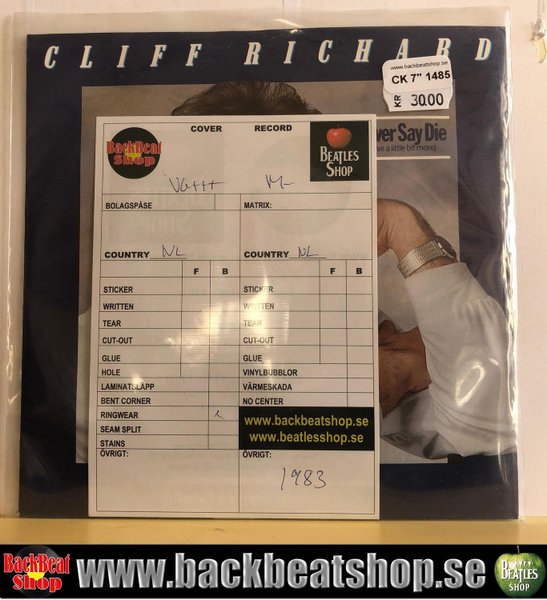 CLIFF RICHARD
www.backbeatshop.se
CK 7" 1485
KR 30.00
ver Say Die
e a little bit more)
BackBeat Shop
COVER RECORD
BEATLES SHOP
VG+++ M-
BOLAGSPÅSE MATRIX:
COUNTRY NL COUNTRY NL
F B F B
STICKER STICKER
WRITTEN WRITTEN
TEAR TEAR
CUT-OUT CUT-OUT
GLUE GLUE
HOLE VINYLBUBBLOR
LAMINATSLÄPP VÄRMESKADA
BENT CORNER NO CENTER
RINGWEAR
SEAM SPLIT
STAINS
www.backbeatshop.se
www.beatlesshop.se
ÖVRIGT: ÖVRIGT:
1983
BackBeat Shop www.backbeatshop.se The BEATLES SHOP